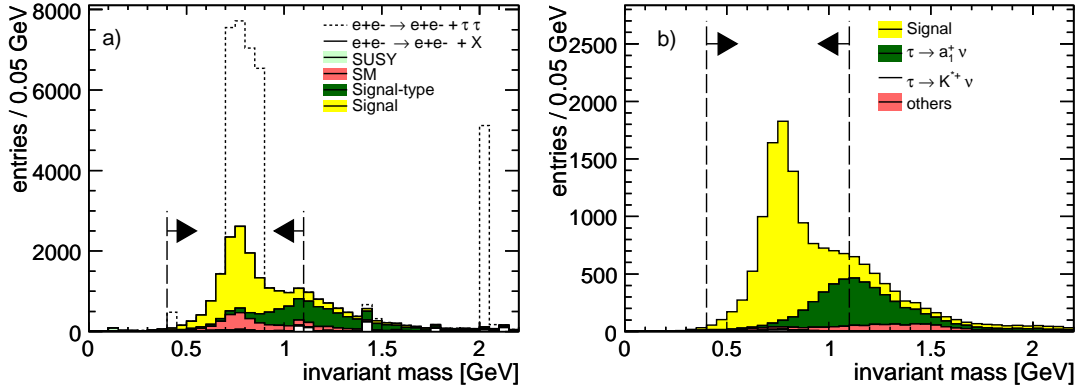 a)
e+e- → e+e- + τ τ
e+e- → e+e- + X
SUSY
SM
Signal-type
Signal
entries / 0.05 GeV
8000
6000
4000
2000
0
0 0.5 1 1.5 2
invariant mass [GeV]
b)
Signal
τ → a₁⁺ ν
τ → K*⁺ ν
others
entries / 0.05 GeV
2500
2000
1500
1000
500
0
0 0.5 1 1.5 2
invariant mass [GeV]